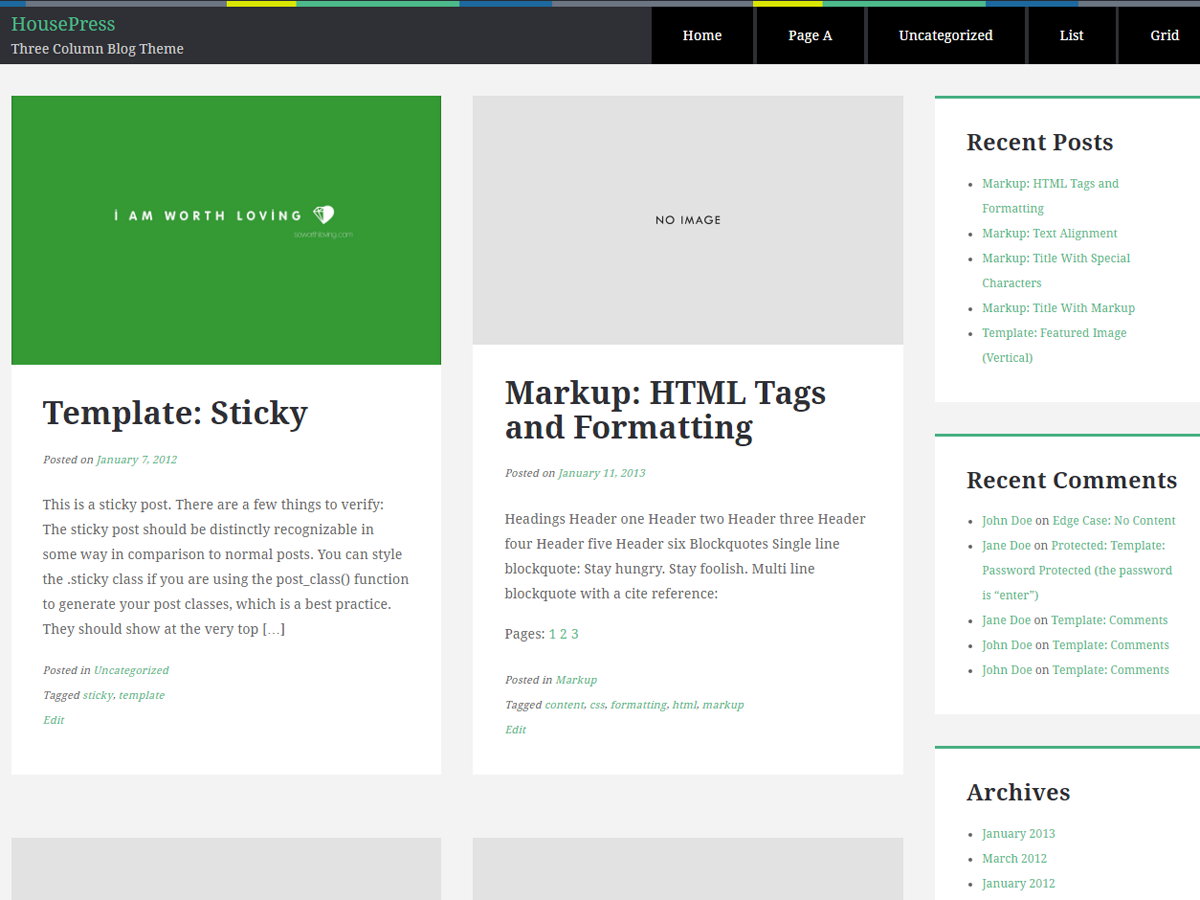 HousePress
Three Column Blog Theme
Home
Page A
Uncategorized
List
Grid
i AM WORTH LOVING
soworthloving.com
Template: Sticky
Posted on January 7, 2012
This is a sticky post. There are a few things to verify:
The sticky post should be distinctly recognizable in
some way in comparison to normal posts. You can style
the .sticky class if you are using the post_class() function
to generate your post classes, which is a best practice.
They should show at the very top […]
Posted in Uncategorized
Tagged sticky, template
Edit
NO IMAGE
Markup: HTML Tags
and Formatting
Posted on January 11, 2013
Headings Header one Header two Header three Header
four Header five Header six Blockquotes Single line
blockquote: Stay hungry. Stay foolish. Multi line
blockquote with a cite reference:
Pages: 1 2 3
Posted in Markup
Tagged content, css, formatting, html, markup
Edit
Recent Posts
Markup: HTML Tags and
Formatting
Markup: Text Alignment
Markup: Title With Special
Characters
Markup: Title With Markup
Template: Featured Image
(Vertical)
Recent Comments
John Doe on Edge Case: No Content
Jane Doe on Protected: Template:
Password Protected (the password
is “enter”)
Jane Doe on Template: Comments
John Doe on Template: Comments
John Doe on Template: Comments
Archives
January 2013
March 2012
January 2012